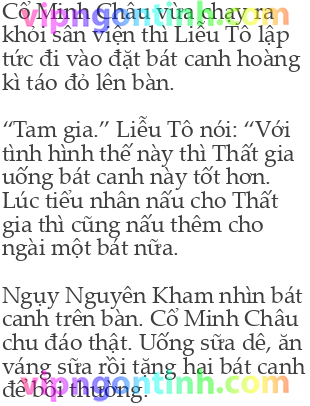 vipngontinh.com
Cổ Minh Châu vừa chạy ra
khỏi sân viện thì Liễu Tô lập
tức đi vào đặt bát canh hoàng
kì táo đỏ lên bàn.
“Tam gia.” Liễu Tô nói: “Với
tình hình thế này thì Thất gia
uống bát canh này tốt hơn.
Lúc tiểu nhân nấu cho Thất
gia thì cũng nấu thêm cho
ngài một bát nữa.
Ngụy Nguyên Kham nhìn bát
canh trên bàn. Cổ Minh Châu
chu đáo thật. Uống sữa dê, ăn
váng sữa rồi tặng hai bát canh
để bồi thường.
vipngontinh.com